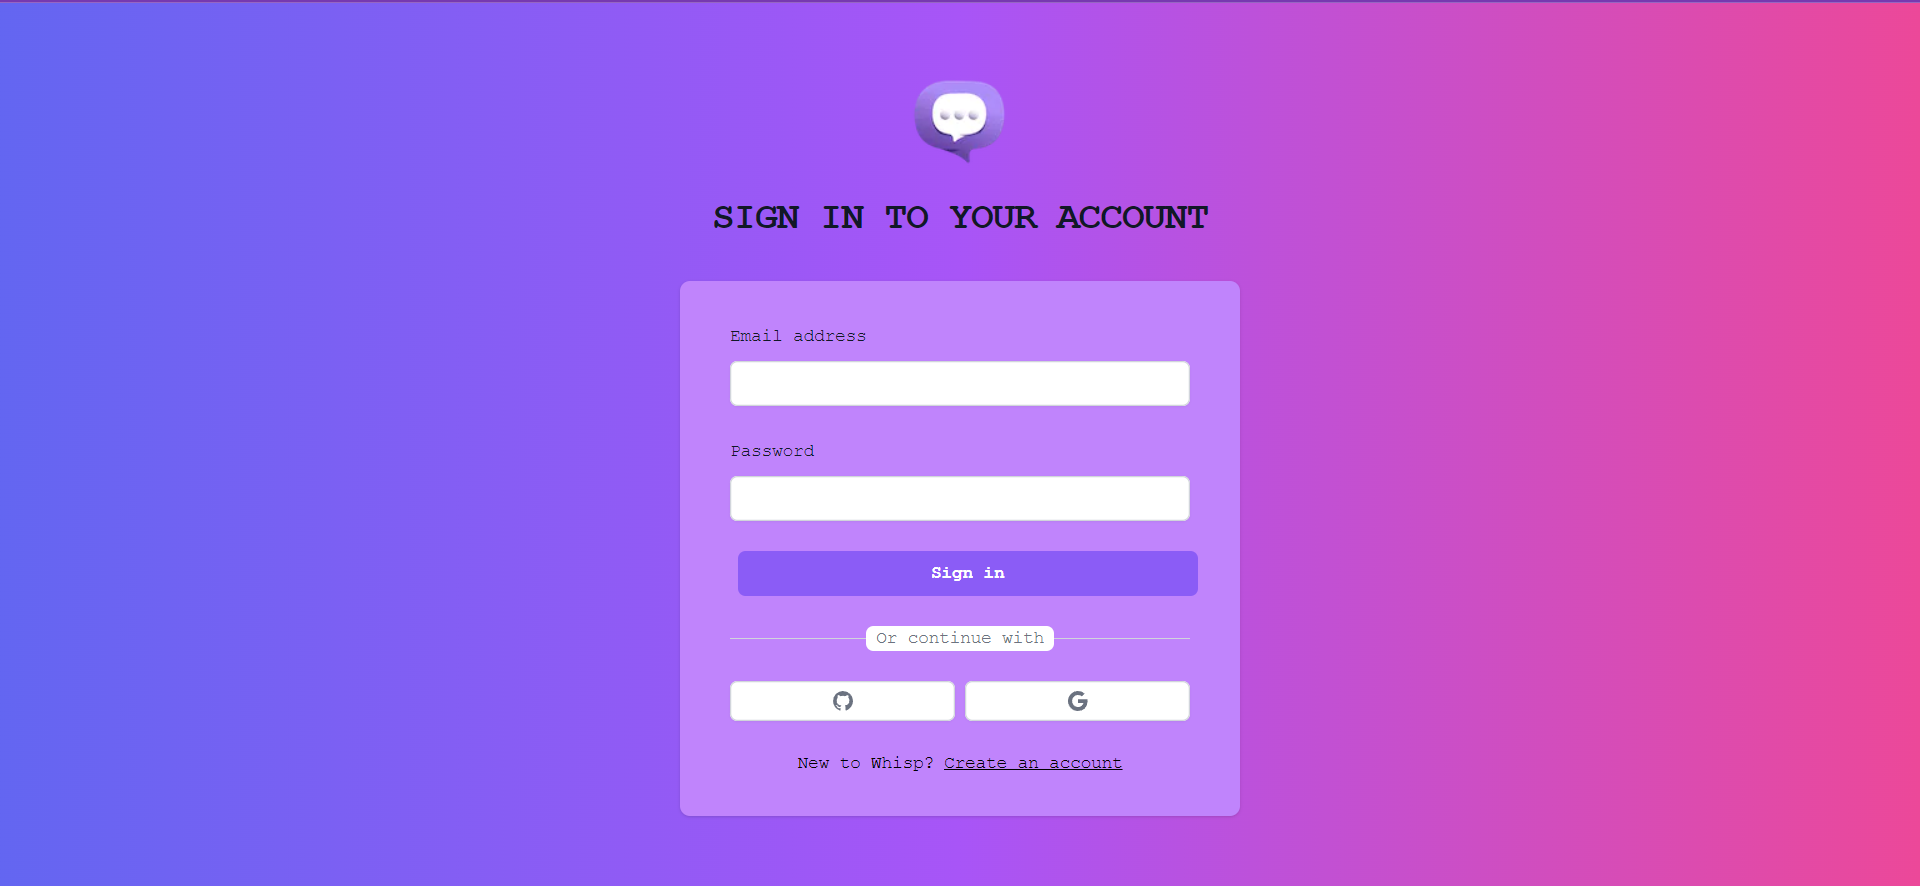 SIGN IN TO YOUR ACCOUNT
Email address
Password
Sign in
Or continue with
New to Whisp? Create an account